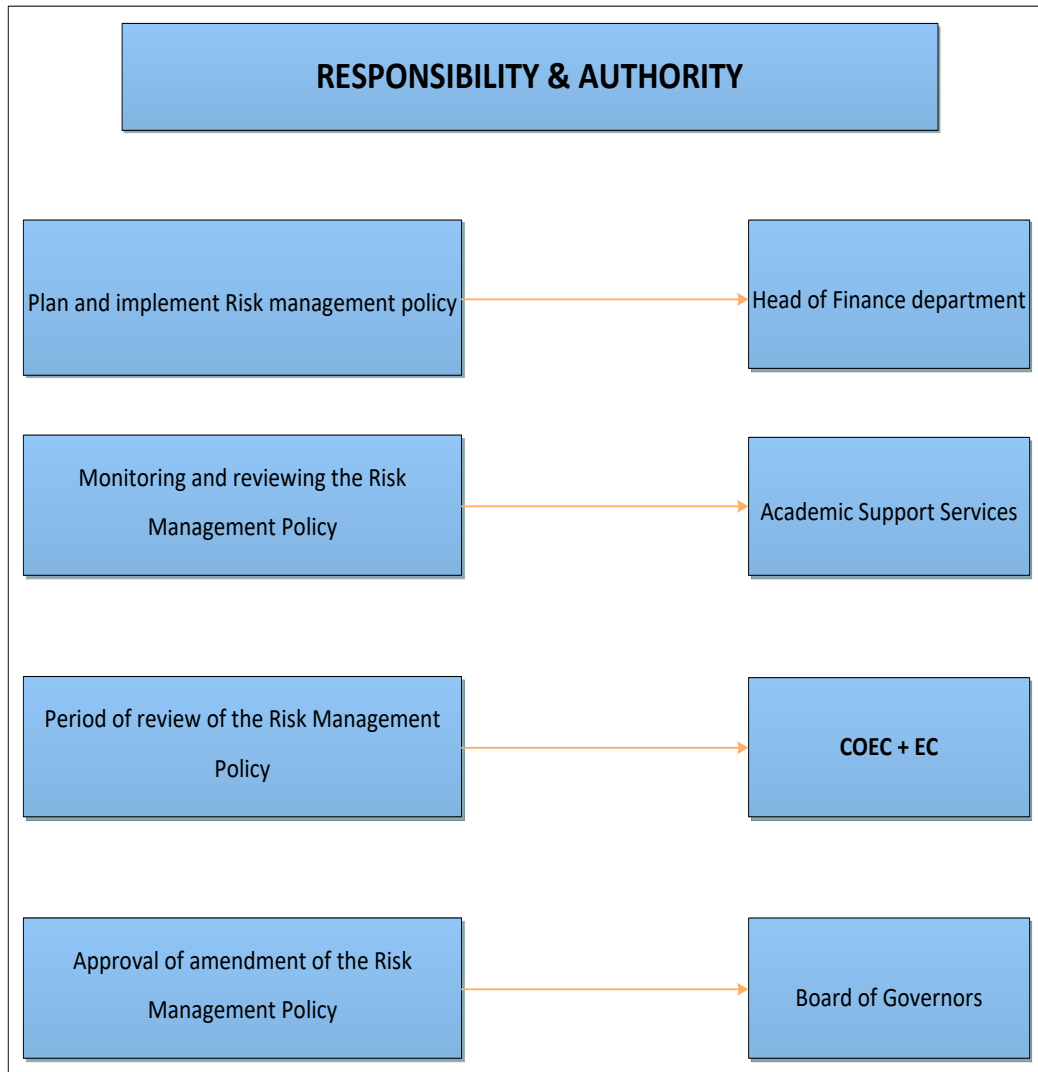 RESPONSIBILITY & AUTHORITY
Plan and implement Risk management policy
Head of Finance department
Monitoring and reviewing the Risk
Management Policy
Academic Support Services
Period of review of the Risk Management
Policy
COEC + EC
Approval of amendment of the Risk
Management Policy
Board of Governors